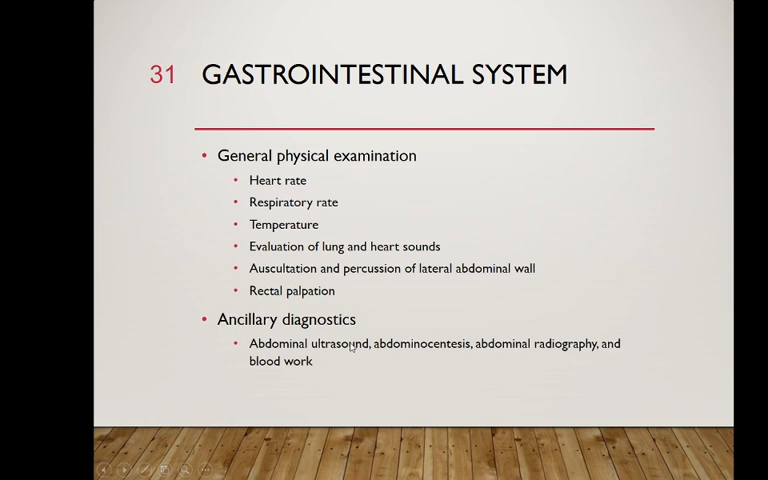 31 GASTROINTESTINAL SYSTEM
• General physical examination
• Heart rate
• Respiratory rate
• Temperature
• Evaluation of lung and heart sounds
• Auscultation and percussion of lateral abdominal wall
• Rectal palpation
• Ancillary diagnostics
• Abdominal ultrasound, abdominocentesis, abdominal radiography, and
blood work